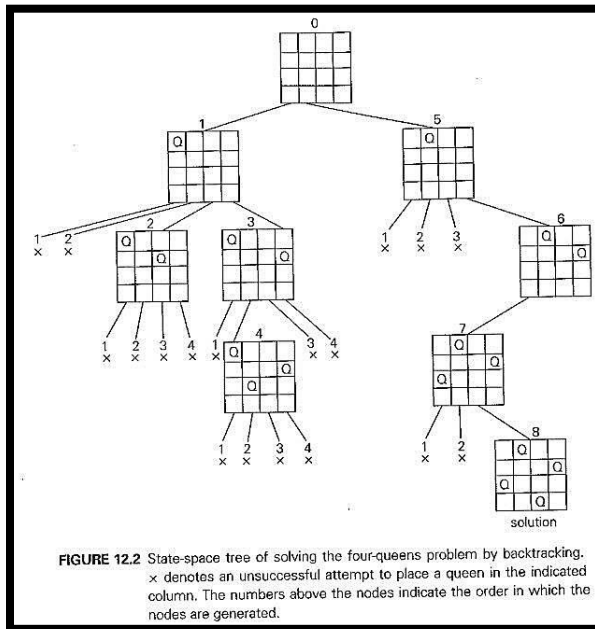 0
1
5
Q
Q
2
3
6
1 2
1 2 3
Q
Q
Q
× ×
× × ×
Q
Q
Q
7
1 2 3 4
1
4
3 4
Q
× × × ×
×
Q
× ×
Q
Q
Q
Q
8
1 2 3 4
1 2
Q
× × × ×
× ×
Q
Q
Q
solution
FIGURE 12.2 State-space tree of solving the four-queens problem by backtracking.
× denotes an unsuccessful attempt to place a queen in the indicated
column. The numbers above the nodes indicate the order in which the
nodes are generated.